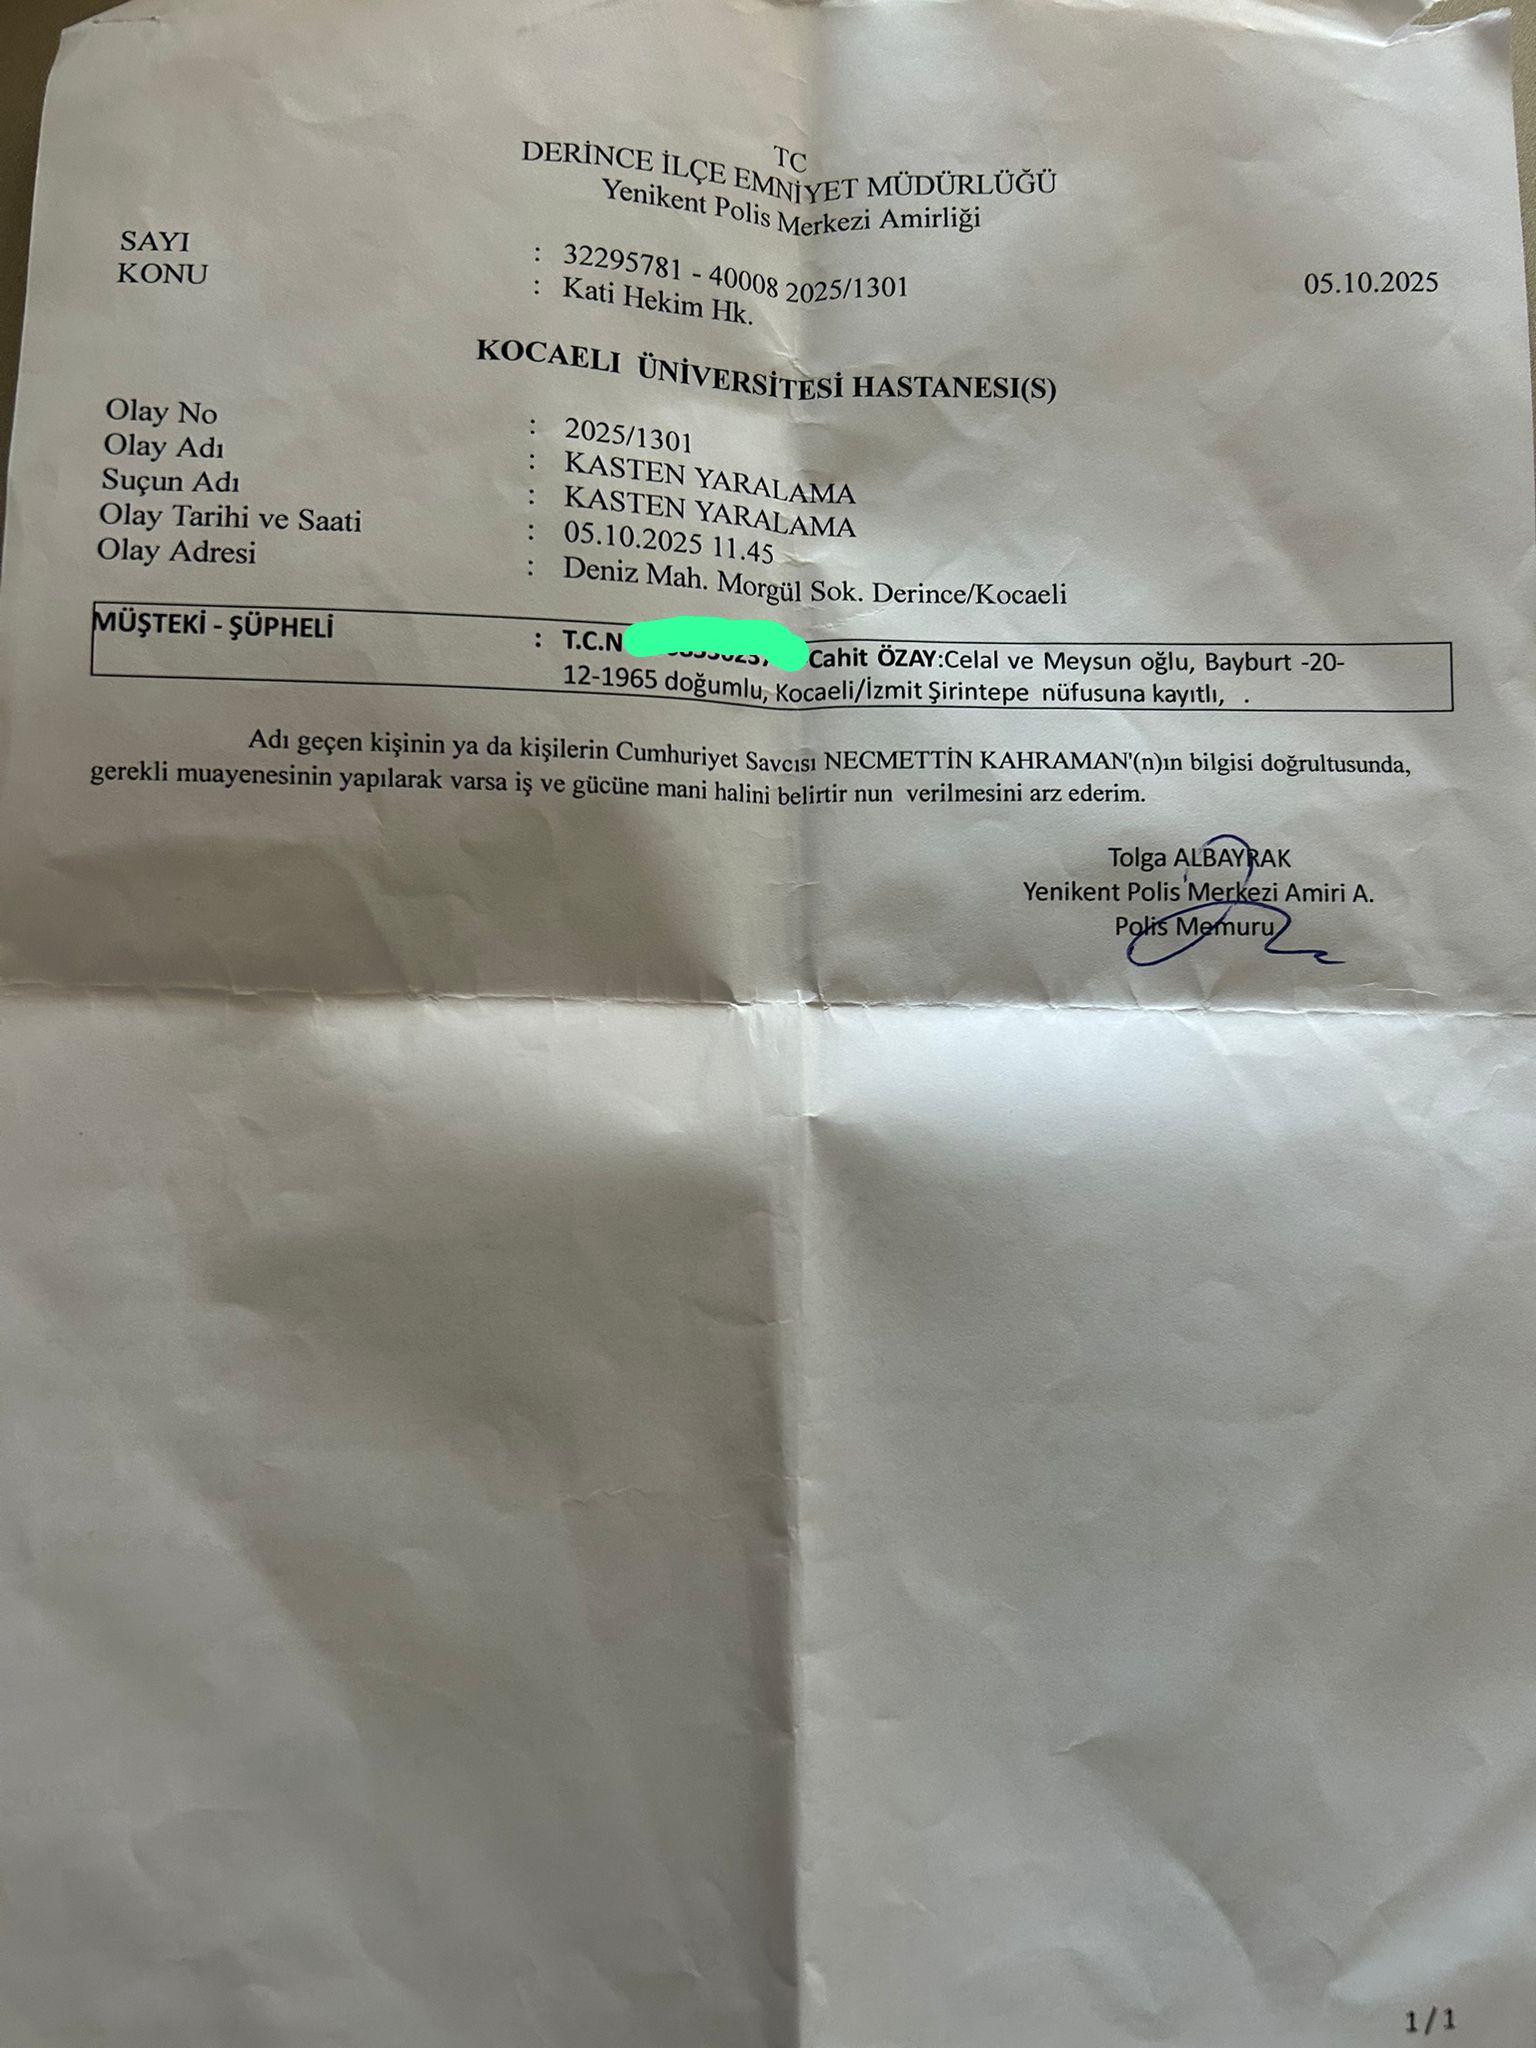 TC
DERİNCE İLÇE EMNİYET MÜDÜRLÜĞÜ
Yenikent Polis Merkezi Amirliği
SAYI : 32295781 - 40008 2025/1301 05.10.2025
KONU : Kati Hekim Hk.
KOCAELI ÜNİVERSİTESİ HASTANESI(S)
Olay No : 2025/1301
Olay Adı : KASTEN YARALAMA
Suçun Adı : KASTEN YARALAMA
Olay Tarihi ve Saati : 05.10.2025 11.45
Olay Adresi : Deniz Mah. Morgül Sok. Derince/Kocaeli
MÜŞTEKİ - ŞÜPHELİ : T.C.N Cahit ÖZAY:Celal ve Meysun oğlu, Bayburt -20-
12-1965 doğumlu, Kocaeli/İzmit Şirintepe nüfusuna kayıtlı, .
Adı geçen kişinin ya da kişilerin Cumhuriyet Savcısı NECMETTİN KAHRAMAN'(n)ın bilgisi doğrultusunda,
gerekli muayenesinin yapılarak varsa iş ve gücüne mani halini belirtir nun verilmesini arz ederim.
Tolga ALBAYRAK
Yenikent Polis Merkezi Amiri A.
Polis Memuru
1/1